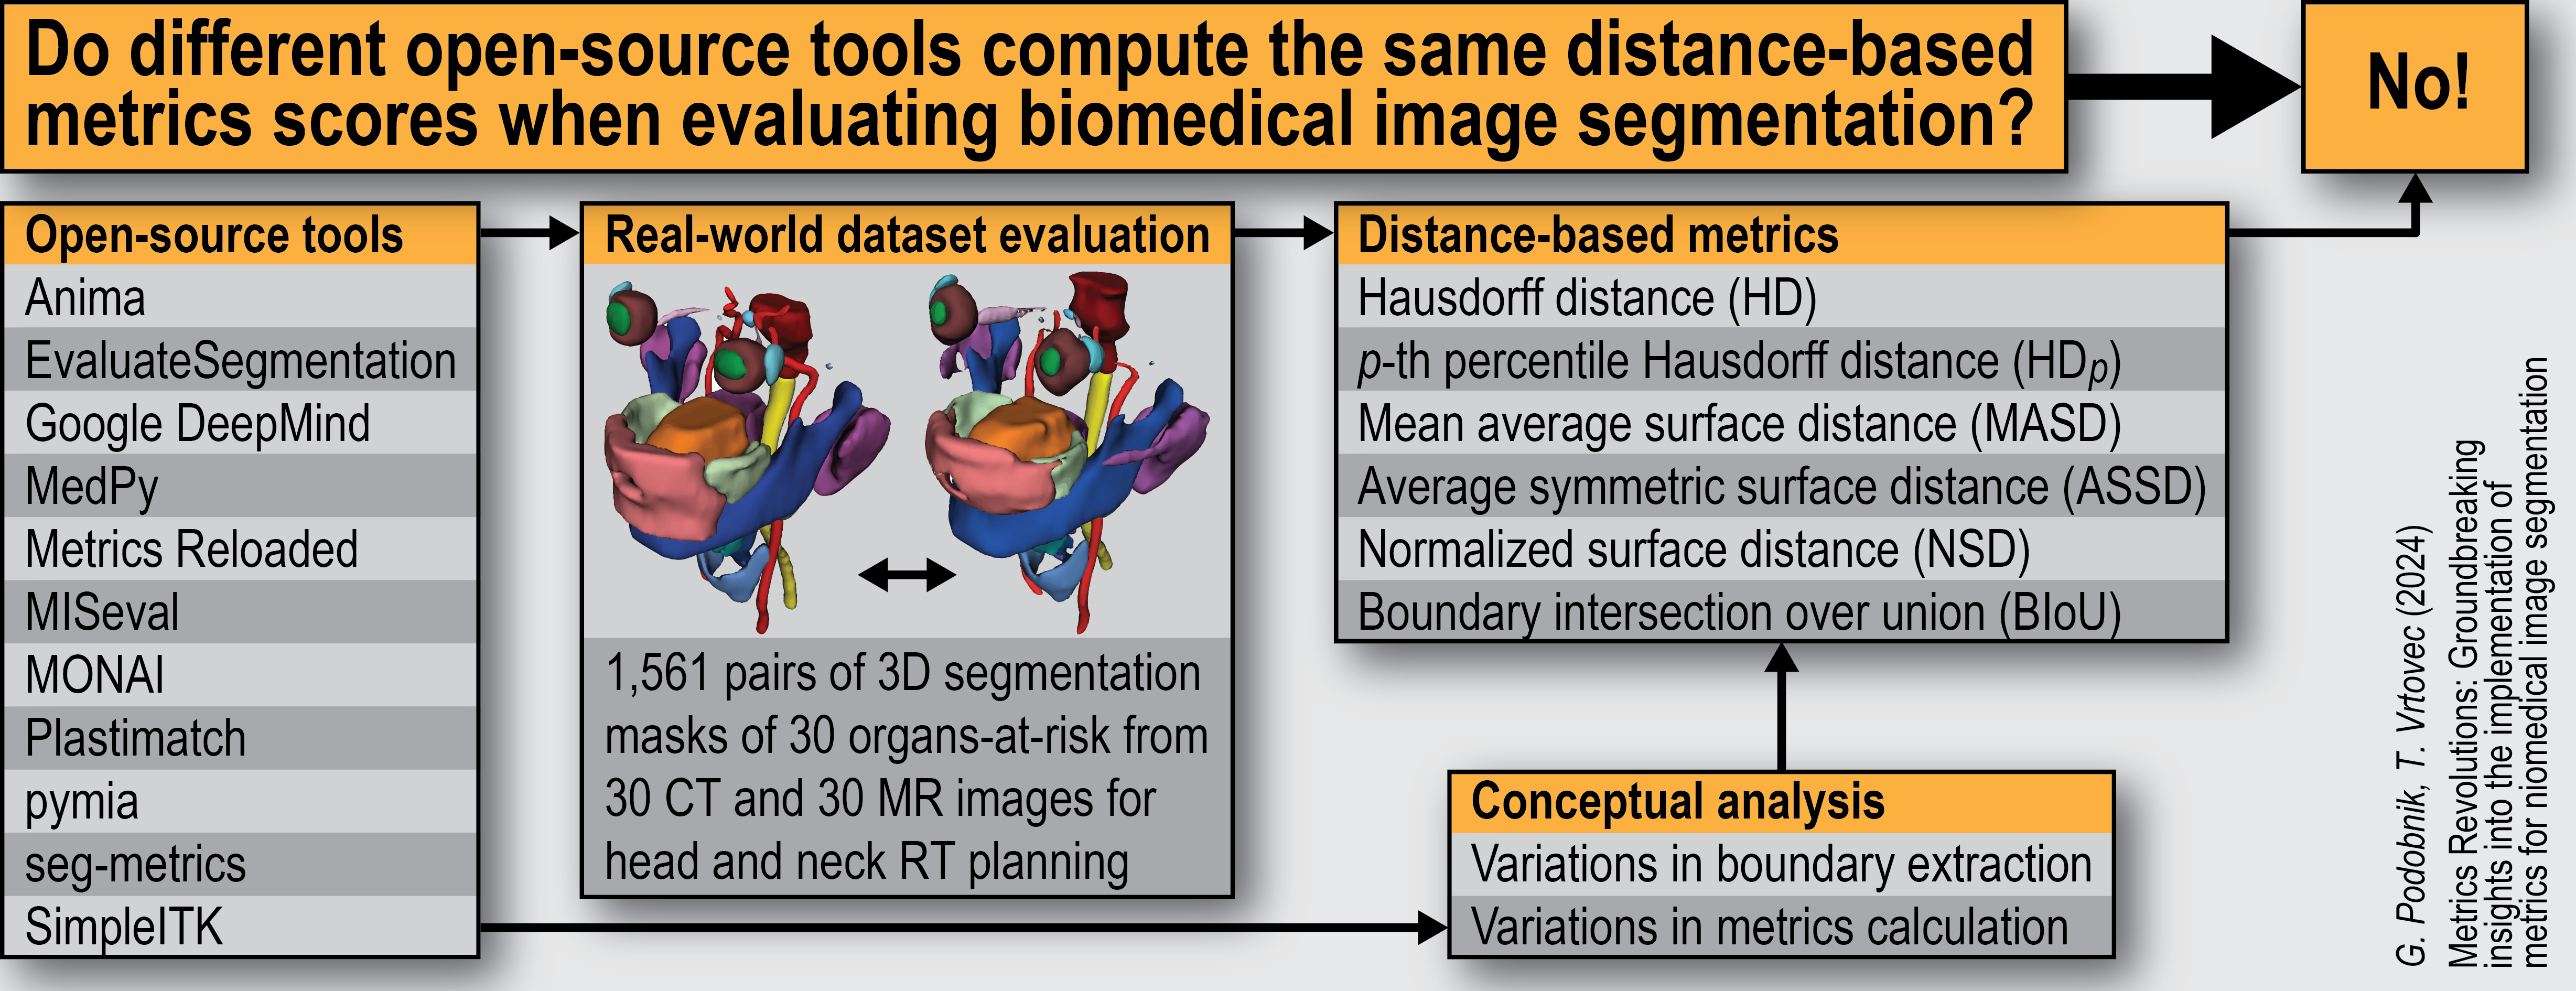 Do different open-source tools compute the same distance-based
metrics scores when evaluating biomedical image segmentation?
No!
Open-source tools
Anima
EvaluateSegmentation
Google DeepMind
MedPy
Metrics Reloaded
MISeval
MONAI
Plastimatch
pymia
seg-metrics
SimpleITK
Real-world dataset evaluation
1,561 pairs of 3D segmentation
masks of 30 organs-at-risk from
30 CT and 30 MR images for
head and neck RT planning
Distance-based metrics
Hausdorff distance (HD)
p-th percentile Hausdorff distance (HDp)
Mean average surface distance (MASD)
Average symmetric surface distance (ASSD)
Normalized surface distance (NSD)
Boundary intersection over union (BIoU)
Conceptual analysis
Variations in boundary extraction
Variations in metrics calculation
G. Podobnik, T. Vrtovec (2024)
Metrics Revolutions: Groundbreaking
insights into the implementation of
metrics for niomedical image segmentation